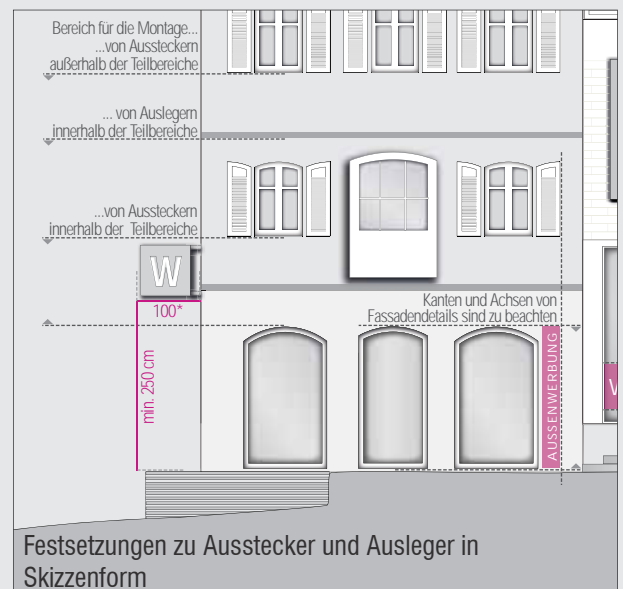 Bereich für die Montage...
...von Aussteckern
außerhalb der Teilbereiche
... von Auslegern
innerhalb der Teilbereiche
...von Aussteckern
innerhalb der Teilbereiche
W
100*
min. 250 cm
Kanten und Achsen von
Fassadendetails sind zu beachten
AUSSENWERBUNG
Festsetzungen zu Ausstecker und Ausleger in
Skizzenform